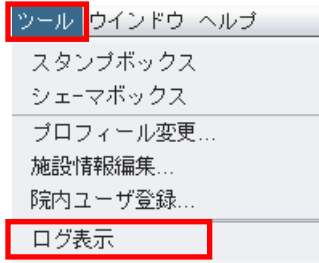 ツール ウインドウ ヘルプ
スタンプボックス
シェーマボックス
プロフィール変更...
施設情報編集...
院内ユーザ登録...
ログ表示